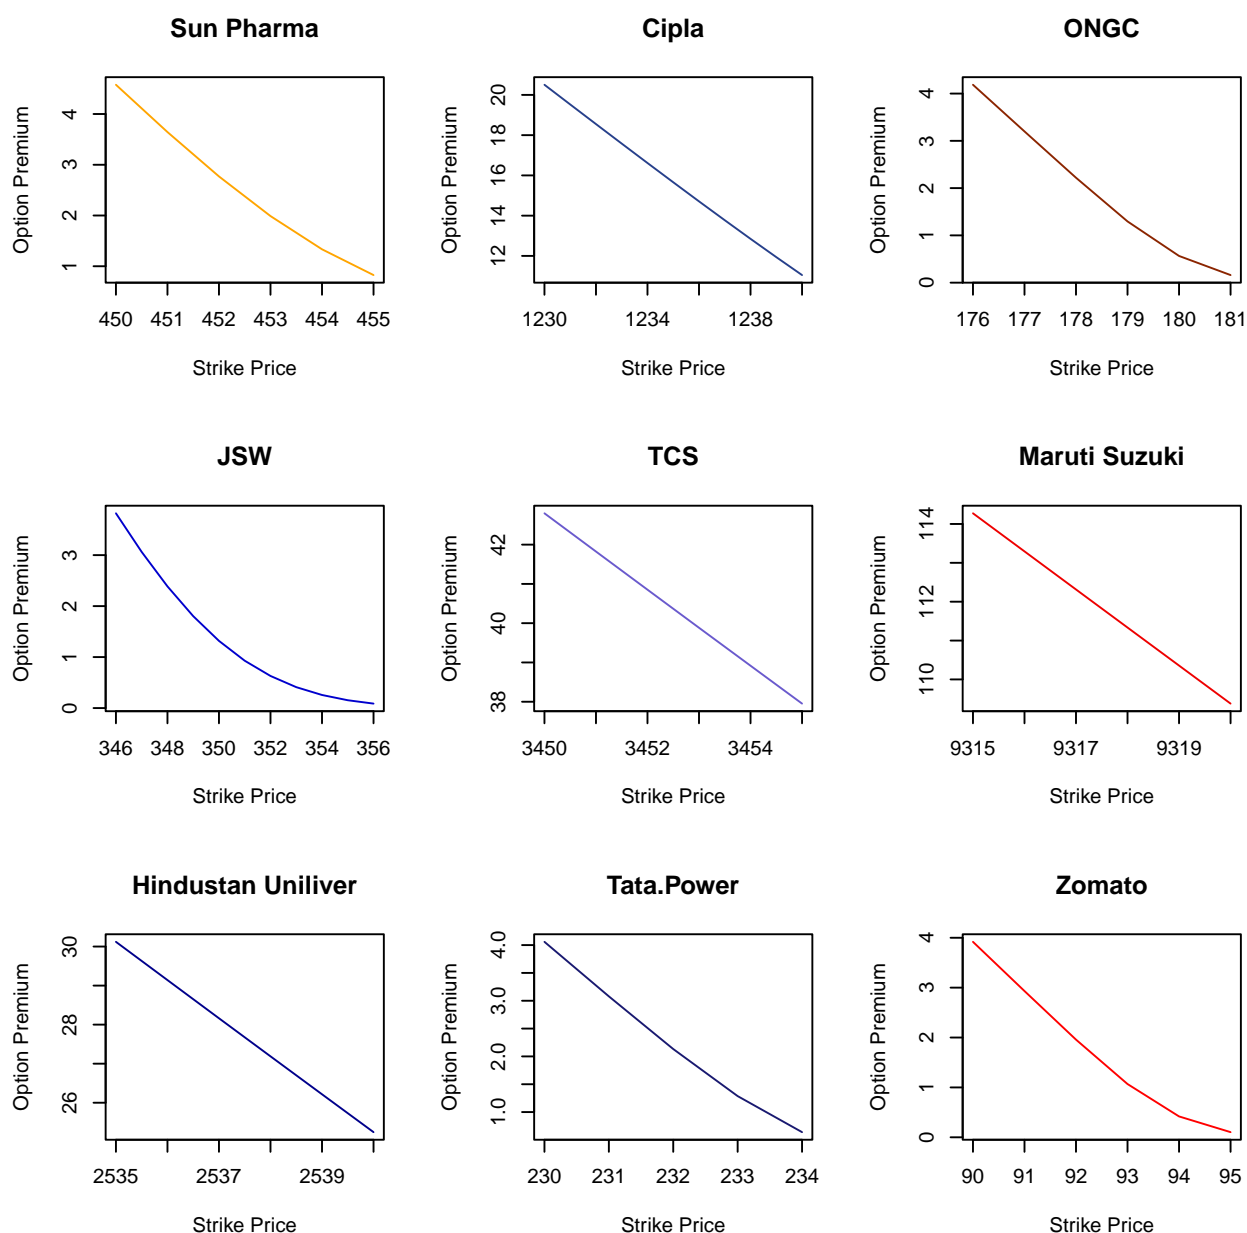 Sun Pharma
Option Premium
4
3
2
1
450 451 452 453 454 455
Strike Price
Cipla
Option Premium
20
18
16
14
12
1230 1234 1238
Strike Price
ONGC
Option Premium
4
3
2
1
0
176 177 178 179 180 181
Strike Price
JSW
Option Premium
3
2
1
0
346 348 350 352 354 356
Strike Price
TCS
Option Premium
42
40
38
3450 3452 3454
Strike Price
Maruti Suzuki
Option Premium
114
112
110
9315 9317 9319
Strike Price
Hindustan Uniliver
Option Premium
30
28
26
2535 2537 2539
Strike Price
Tata.Power
Option Premium
4.0
3.0
2.0
1.0
230 231 232 233 234
Strike Price
Zomato
Option Premium
4
3
2
1
0
90 91 92 93 94 95
Strike Price